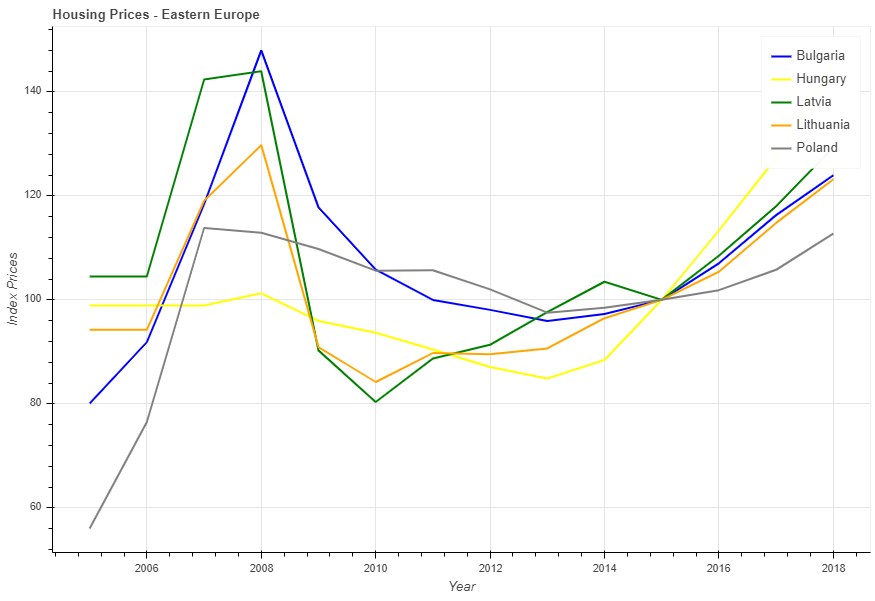 Housing Prices - Eastern Europe
Bulgaria
Hungary
Latvia
Lithuania
Poland
140
120
100
80
60
Index Prices
2006
2008
2010
2012
2014
2016
2018
Year